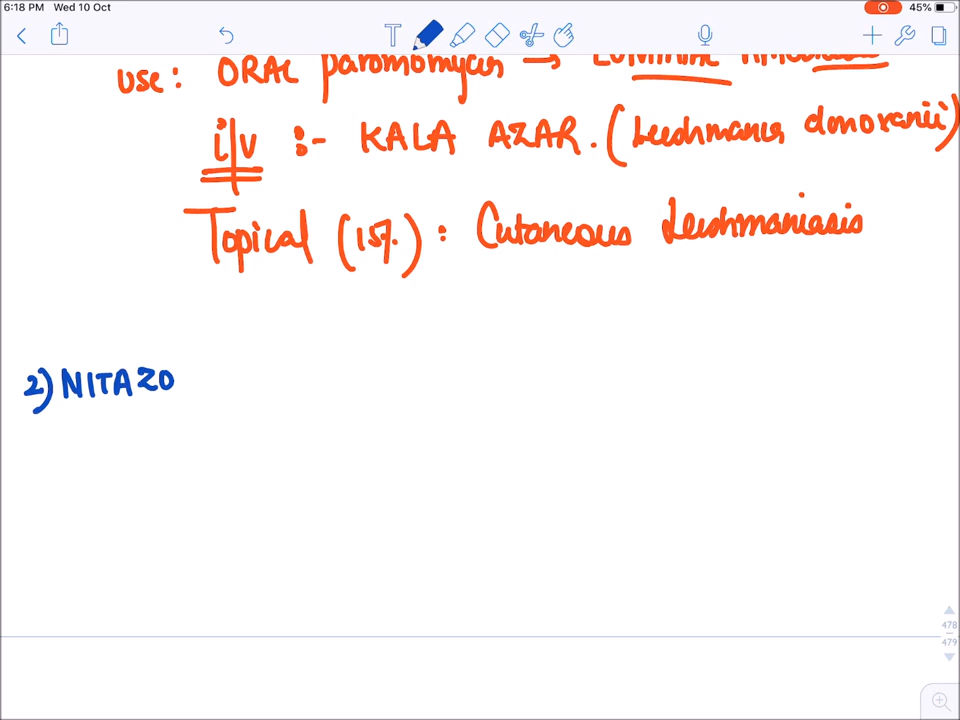 6:18 PM Wed 10 Oct 45%
T
use : ORAL paromomycin →
i/v :- KALA AZAR. (Leishmania donovanii)
Topical (15%) : Cutaneous Leishmaniasis
2) NITAZO
478
479